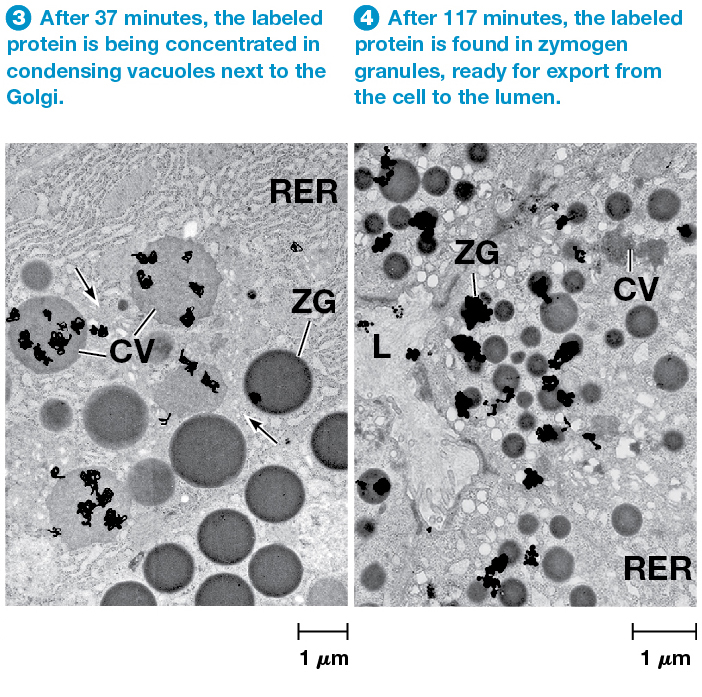 3 After 37 minutes, the labeled
protein is being concentrated in
condensing vacuoles next to the
Golgi.
4 After 117 minutes, the labeled
protein is found in zymogen
granules, ready for export from
the cell to the lumen.
RER
ZG
CV
ZG
CV
L
RER
1 μm
1 μm